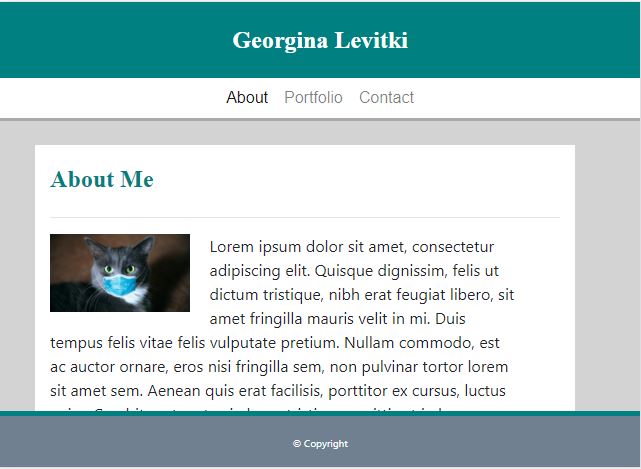 Georgina Levitki
About Portfolio Contact
About Me
Lorem ipsum dolor sit amet, consectetur
adipiscing elit. Quisque dignissim, felis ut
dictum tristique, nibh erat feugiat libero, sit
amet fringilla mauris velit in mi. Duis
tempus felis vitae felis vulputate pretium. Nullam commodo, est
ac auctor ornare, eros nisi fringilla sem, non pulvinar tortor lorem
sit amet sem. Aenean quis erat facilisis, porttitor ex cursus, luctus
© Copyright